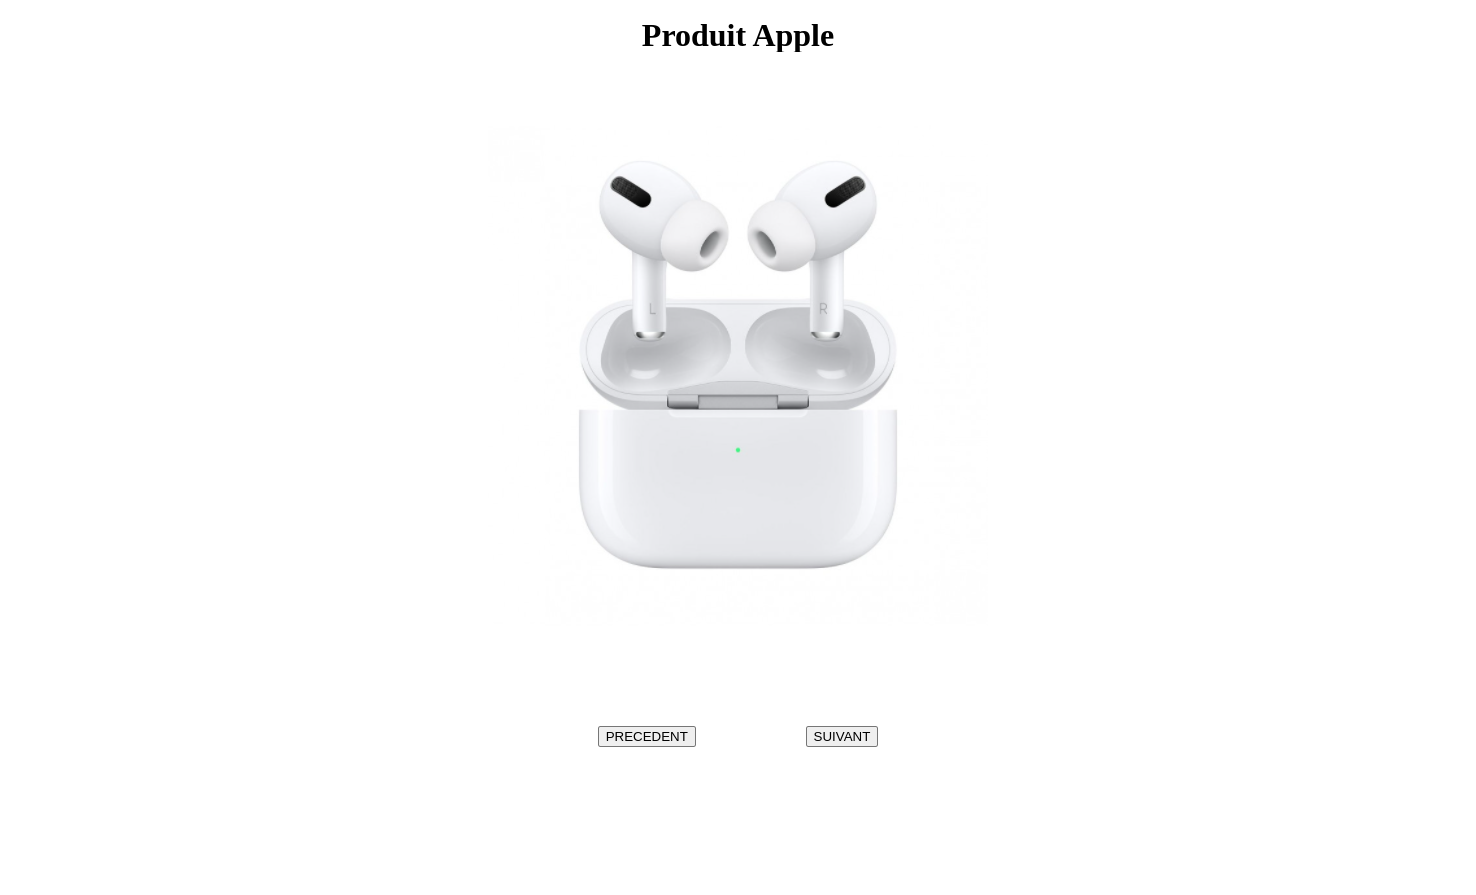 Produit Apple
L
R
PRECEDENT
SUIVANT